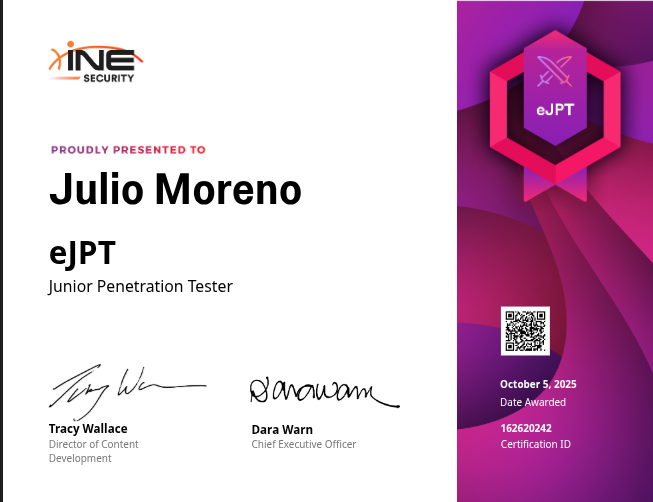 INE
SECURITY
eJPT
PROUDLY PRESENTED TO
Julio Moreno
eJPT
Junior Penetration Tester
Tracy Wallace
Director of Content
Development
Dara Warn
Chief Executive Officer
October 5, 2025
Date Awarded
162620242
Certification ID